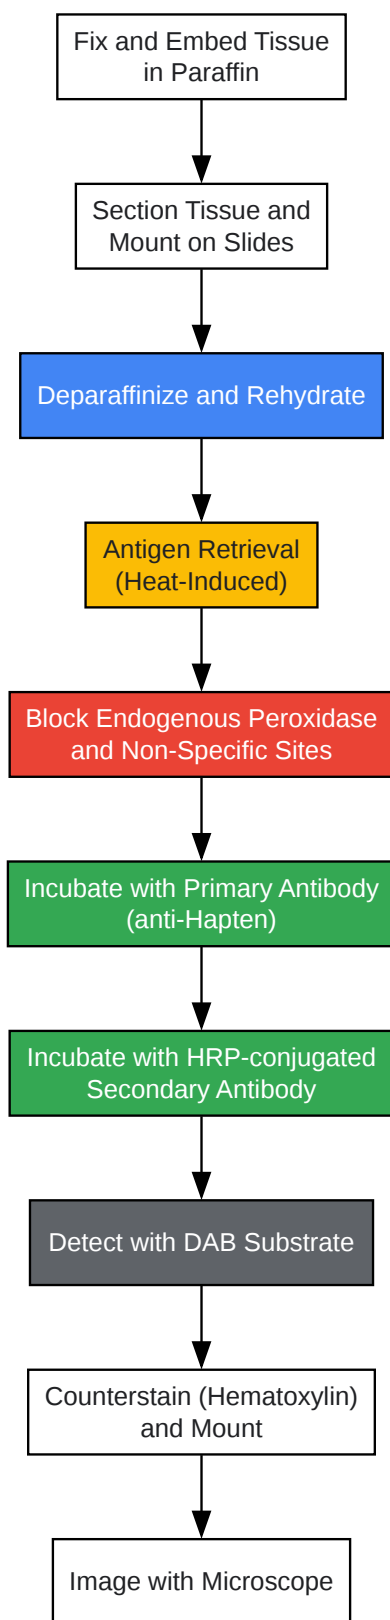 Fix and Embed Tissue
in Paraffin
Section Tissue and
Mount on Slides
Deparaffinize and Rehydrate
Antigen Retrieval
(Heat-Induced)
Block Endogenous Peroxidase
and Non-Specific Sites
Incubate with Primary Antibody
(anti-Hapten)
Incubate with HRP-conjugated
Secondary Antibody
Detect with DAB Substrate
Counterstain (Hematoxylin)
and Mount
Image with Microscope